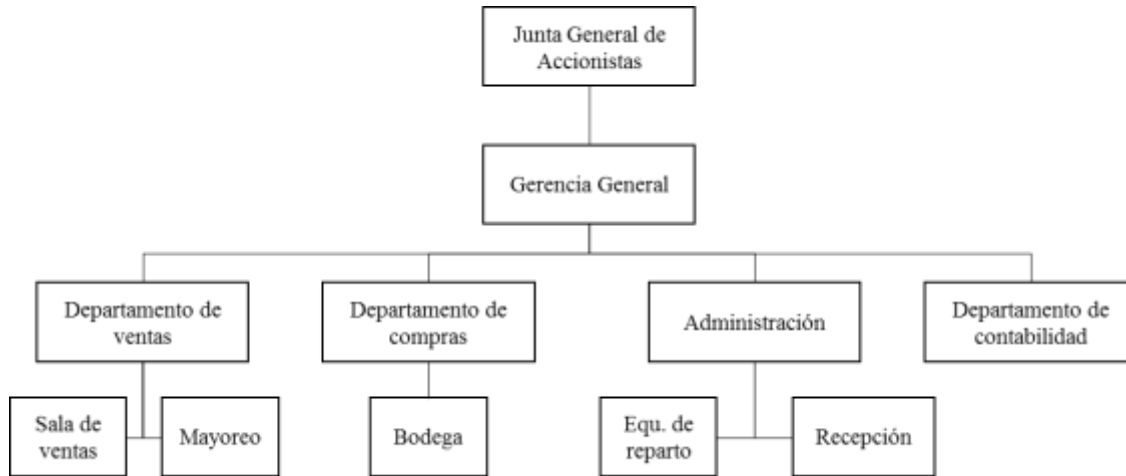 Junta General de
Accionistas
Gerencia General
Departamento de
ventas
Departamento de
compras
Administración
Departamento de
contabilidad
Sala de
ventas
Mayoreo
Bodega
Equ. de
reparto
Recepción